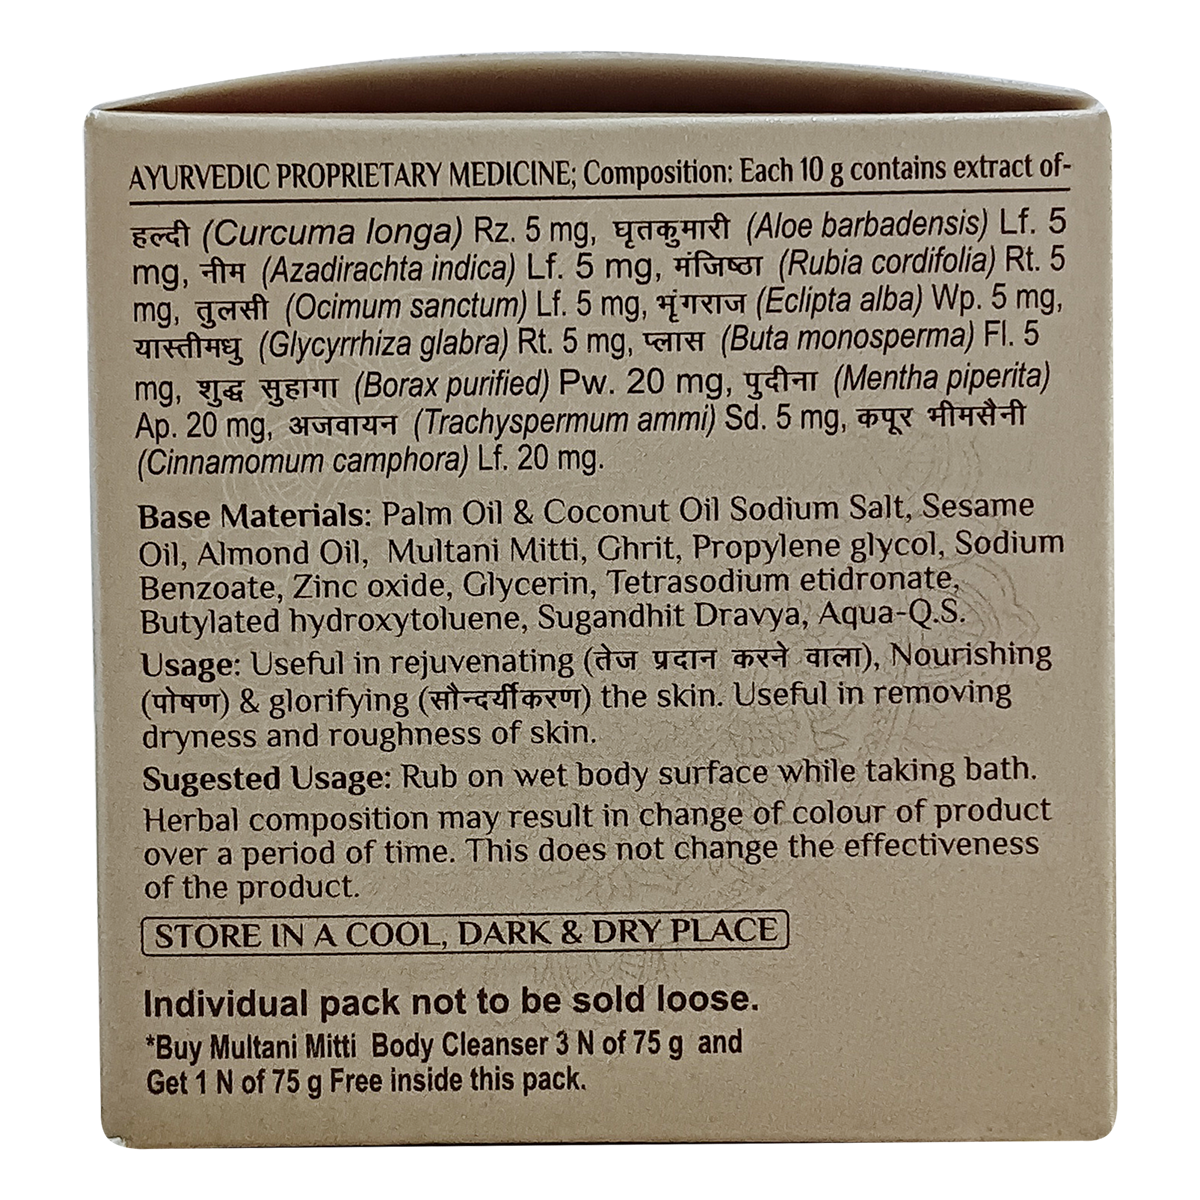 AYURVEDIC PROPRIETARY MEDICINE; Composition: Each 10 g contains extract of-
हल्दी (Curcuma longa) Rz. 5 mg, घृतकुमारी (Aloe barbadensis) Lf. 5
mg, नीम (Azadirachta indica) Lf. 5 mg, मंजिष्ठा (Rubia cordifolia) Rt. 5
mg, तुलसी (Ocimum sanctum) Lf. 5 mg, भृंगराज (Eclipta alba) Wp. 5 mg,
यास्तीमधु (Glycyrrhiza glabra) Rt. 5 mg, प्लास (Buta monosperma) Fl. 5
mg, शुद्ध सुहागा (Borax purified) Pw. 20 mg, पुदीना (Mentha piperita)
Ap. 20 mg, अजवायन (Trachyspermum ammi) Sd. 5 mg, कपूर भीमसैनी
(Cinnamomum camphora) Lf. 20 mg.
Base Materials: Palm Oil & Coconut Oil Sodium Salt, Sesame
Oil, Almond Oil, Multani Mitti, Ghrit, Propylene glycol, Sodium
Benzoate, Zinc oxide, Glycerin, Tetrasodium etidronate,
Butylated hydroxytoluene, Sugandhit Dravya, Aqua-Q.S.
Usage: Useful in rejuvenating (तेज प्रदान करने वाला), Nourishing
(पोषण) & glorifying (सौन्दर्यीकरण) the skin. Useful in removing
dryness and roughness of skin.
Sugested Usage: Rub on wet body surface while taking bath.
Herbal composition may result in change of colour of product
over a period of time. This does not change the effectiveness
of the product.
STORE IN A COOL, DARK & DRY PLACE
Individual pack not to be sold loose.
*Buy Multani Mitti Body Cleanser 3 N of 75 g and
Get 1 N of 75 g Free inside this pack.